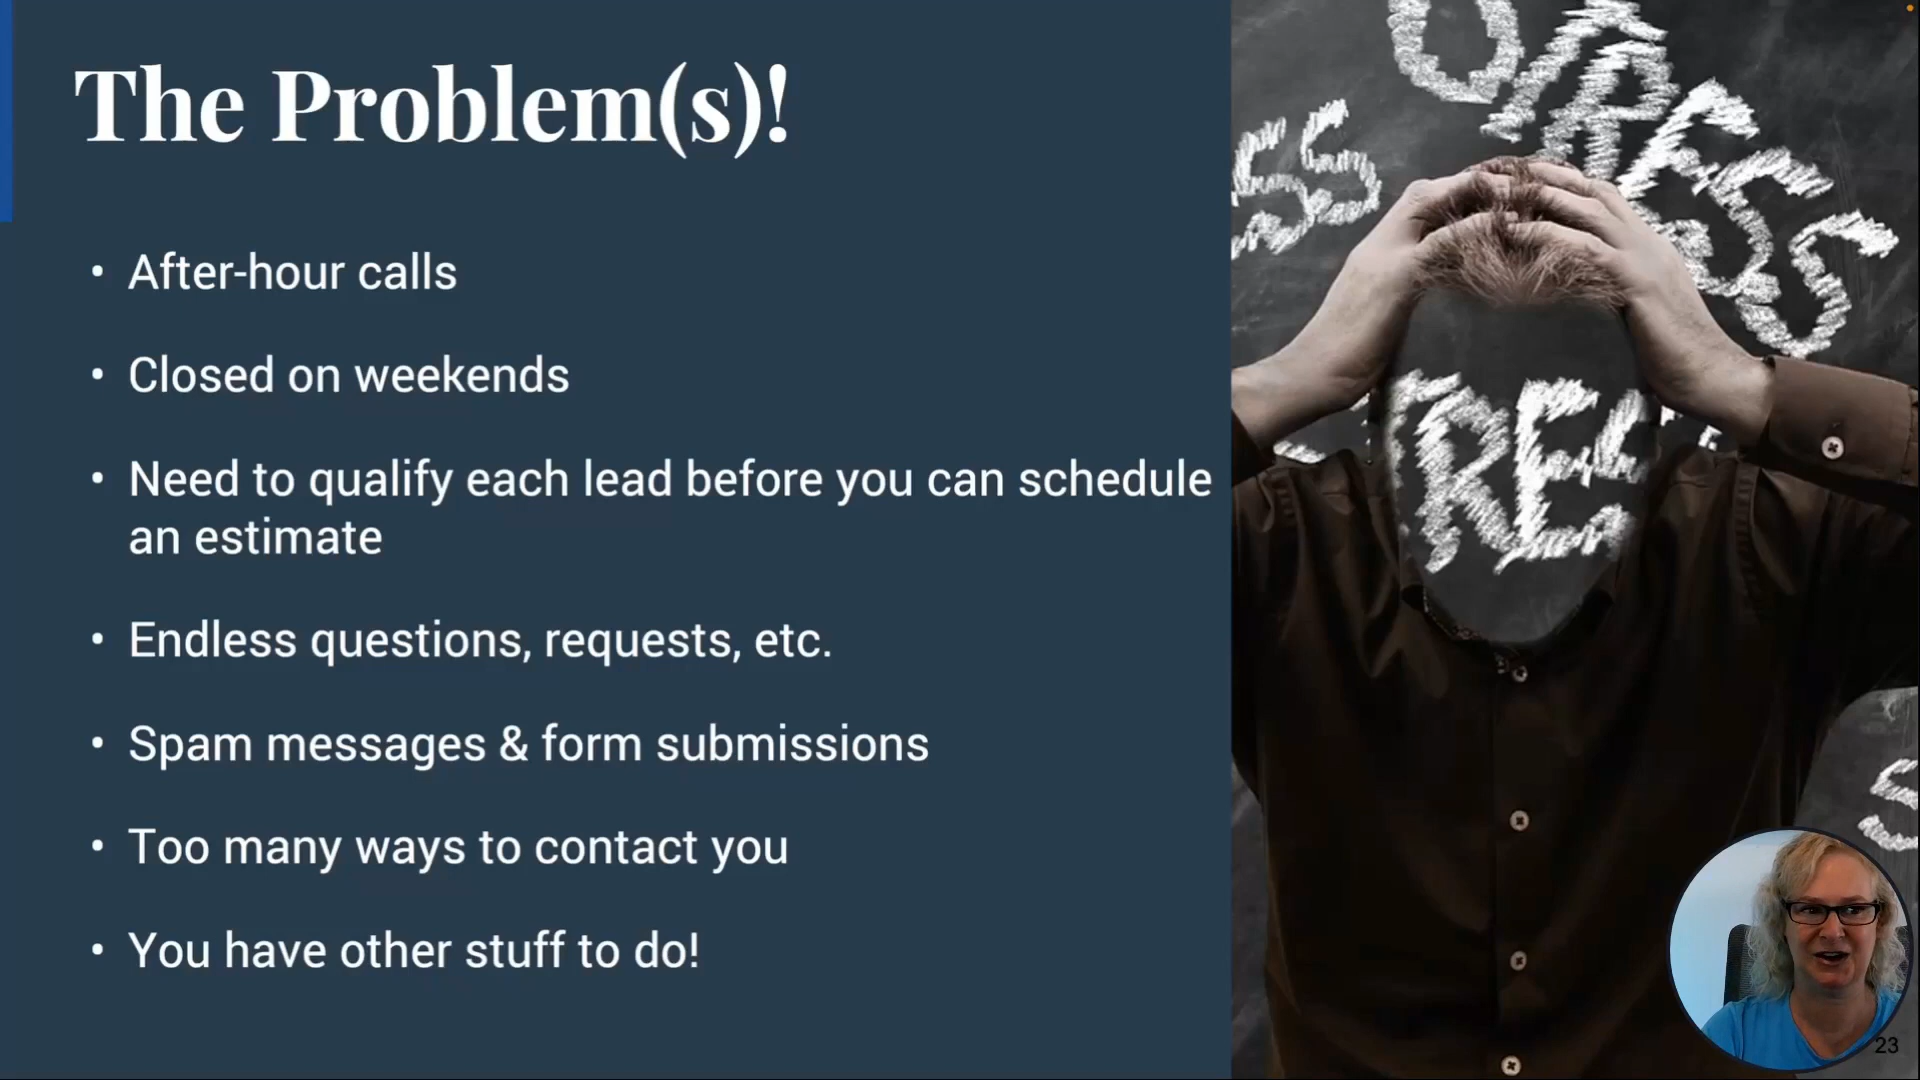 The Problem(s)!
• After-hour calls
• Closed on weekends
• Need to qualify each lead before you can schedule
an estimate
• Endless questions, requests, etc.
• Spam messages & form submissions
• Too many ways to contact you
• You have other stuff to do!
23